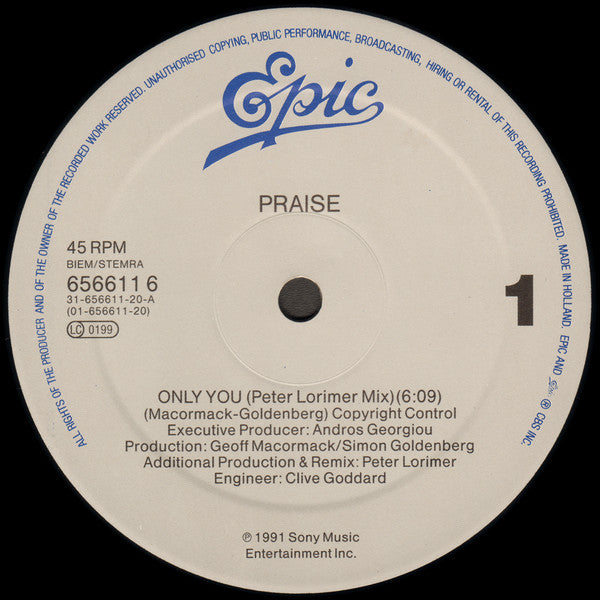 ALL RIGHTS OF THE PRODUCER AND OF THE OWNER OF THE RECORDED WORK RESERVED. UNAUTHORISED COPYING, PUBLIC PERFORMANCE, BROADCASTING, HIRING OR RENTAL OF THIS RECORDING PROHIBITED. MADE IN HOLLAND. EPIC AND Epic ® CBS INC.
Epic
PRAISE
45 RPM
BIEM/STEMRA
656611 6
31-656611-20-A
(01-656611-20)
LC 0199
1
ONLY YOU (Peter Lorimer Mix)(6:09)
(Macormack-Goldenberg) Copyright Control
Executive Producer: Andros Georgiou
Production: Geoff Macormack/Simon Goldenberg
Additional Production & Remix: Peter Lorimer
Engineer: Clive Goddard
℗ 1991 Sony Music
Entertainment Inc.